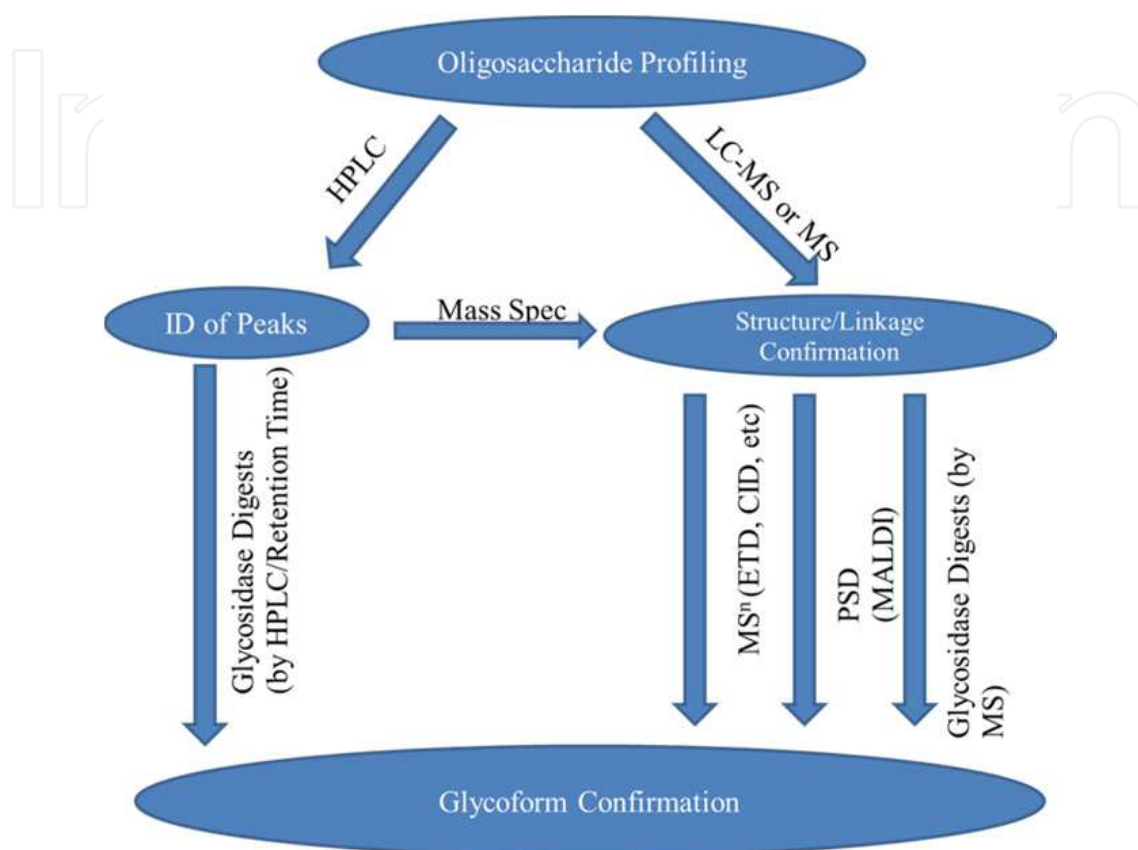 Oligosaccharide Profiling
HPLC
LC-MS or MS
ID of Peaks
Mass Spec
Structure/Linkage
Confirmation
Glycosidase Digests
(by HPLC/Retention Time)
MSⁿ (ETD, CID, etc)
PSD
(MALDI)
Glycosidase Digests (by
MS)
Glycoform Confirmation